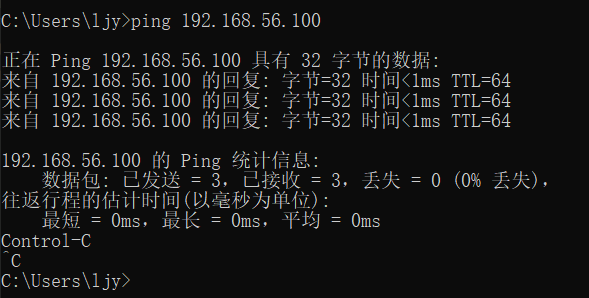 C:\Users\ljy>ping 192.168.56.100
正在 Ping 192.168.56.100 具有 32 字节的数据:
来自 192.168.56.100 的回复: 字节=32 时间<1ms TTL=64
来自 192.168.56.100 的回复: 字节=32 时间<1ms TTL=64
来自 192.168.56.100 的回复: 字节=32 时间<1ms TTL=64
192.168.56.100 的 Ping 统计信息:
数据包: 已发送 = 3，已接收 = 3，丢失 = 0 (0% 丢失)，
往返行程的估计时间(以毫秒为单位):
最短 = 0ms，最长 = 0ms，平均 = 0ms
Control-C
^C
C:\Users\ljy>